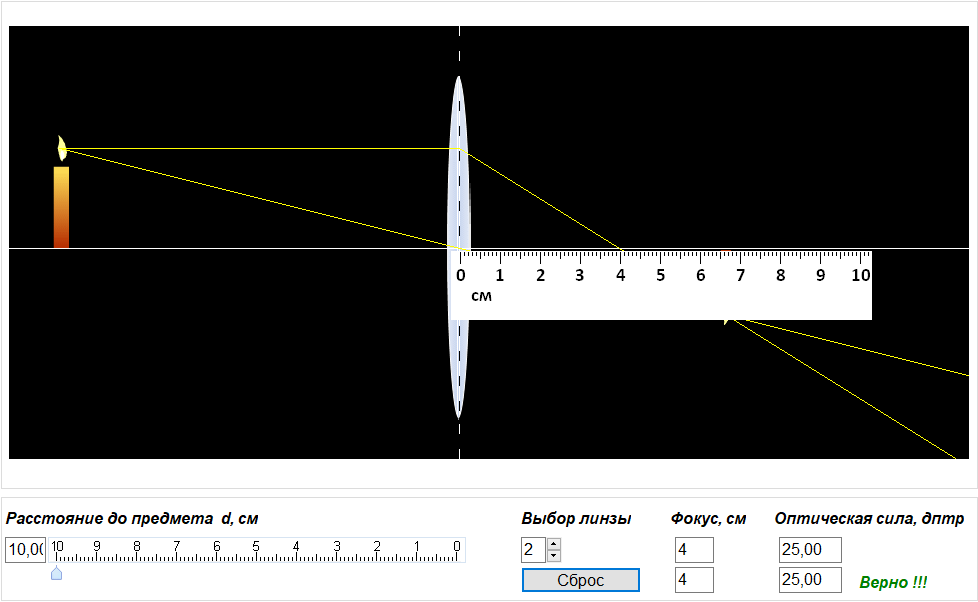 0 1 2 3 4 5 6 7 8 9 10
см
Расстояние до предмета d, см
Выбор линзы
Фокус, см
Оптическая сила, дптр
10,00
10 9 8 7 6 5 4 3 2 1 0
2
4
25,00
Сброс
4
25,00
Верно !!!